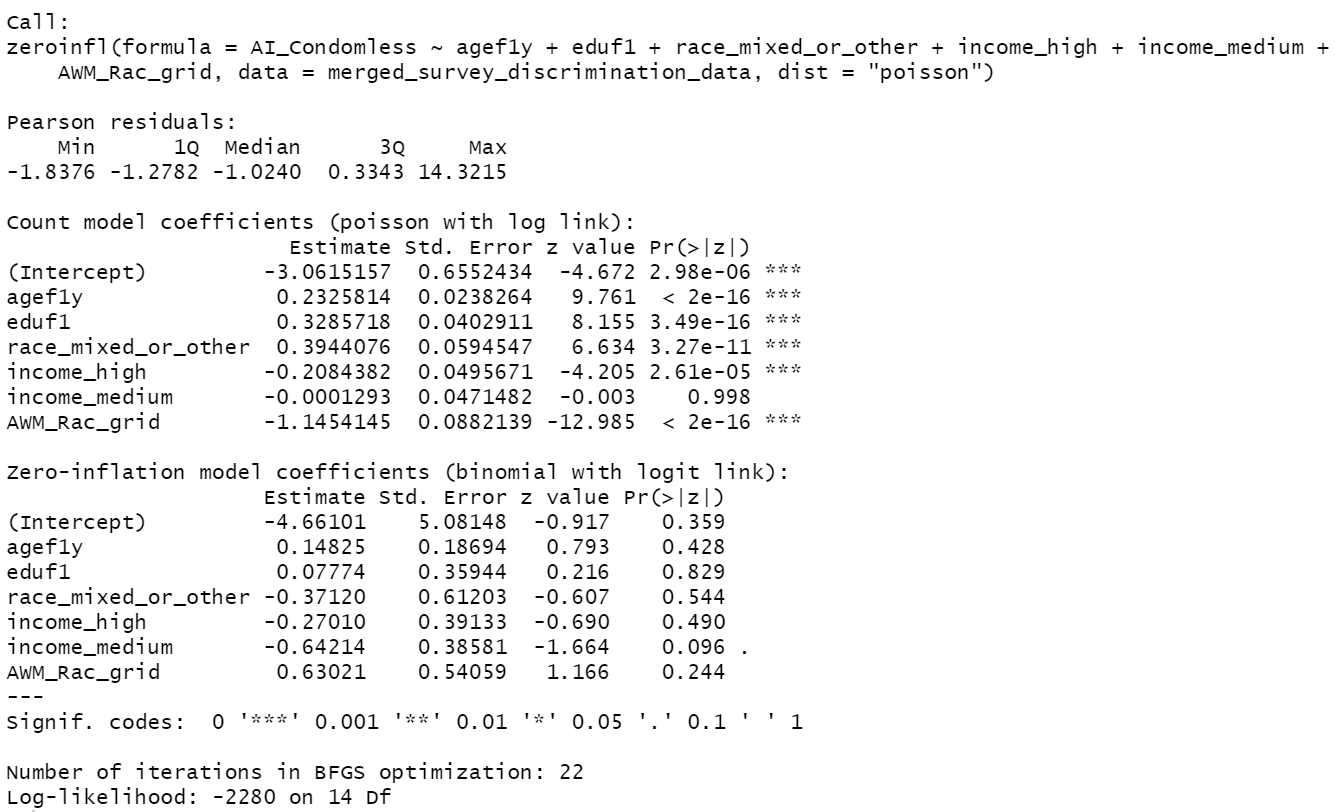 Call:
zeroinfl(formula = AI_Condomless ~ agef1y + eduf1 + race_mixed_or_other + income_high + income_medium +
    AWM_Rac_grid, data = merged_survey_discrimination_data, dist = "poisson")

Pearson residuals:
    Min      1Q  Median      3Q     Max
-1.8376 -1.2782 -1.0240  0.3343 14.3215

Count model coefficients (poisson with log link):
                      Estimate Std. Error z value Pr(>|z|)
(Intercept)         -3.0615157  0.6552434  -4.672 2.98e-06 ***
agef1y               0.2325814  0.0238264   9.761  < 2e-16 ***
eduf1                0.3285718  0.0402911   8.155 3.49e-16 ***
race_mixed_or_other  0.3944076  0.0594547   6.634 3.27e-11 ***
income_high         -0.2084382  0.0495671  -4.205 2.61e-05 ***
income_medium       -0.0001293  0.0471482  -0.003    0.998
AWM_Rac_grid        -1.1454145  0.0882139 -12.985  < 2e-16 ***

Zero-inflation model coefficients (binomial with logit link):
                    Estimate Std. Error z value Pr(>|z|)
(Intercept)         -4.66101    5.08148  -0.917    0.359
agef1y               0.14825    0.18694   0.793    0.428
eduf1                0.07774    0.35944   0.216    0.829
race_mixed_or_other -0.37120    0.61203  -0.607    0.544
income_high         -0.27010    0.39133  -0.690    0.490
income_medium       -0.64214    0.38581  -1.664    0.096 .
AWM_Rac_grid         0.63021    0.54059   1.166    0.244
---
Signif. codes:  0 '***' 0.001 '**' 0.01 '*' 0.05 '.' 0.1 ' ' 1

Number of iterations in BFGS optimization: 22
Log-likelihood: -2280 on 14 Df